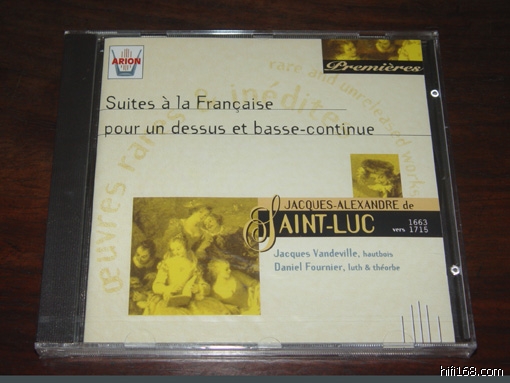 ARION
Premières
rare and unreleased works
œuvres rares & inédites
Suites à la Française
pour un dessus et basse-continue
JACQUES-ALEXANDRE de
SAINT-LUC
1663
vers 1715
Jacques Vandeville, hautbois
Daniel Fournier, luth & théorbe
hifi168.com